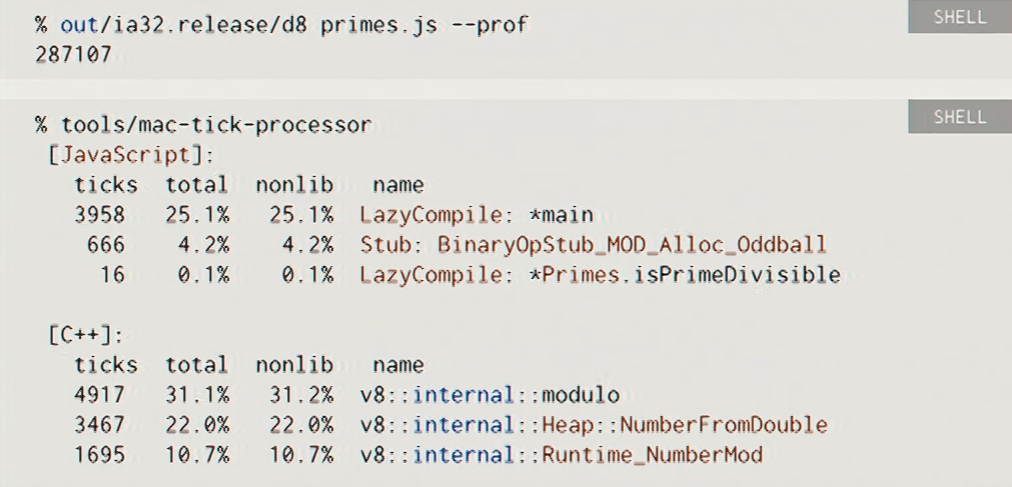 % out/ia32.release/d8 primes.js --prof
SHELL
287107
% tools/mac-tick-processor
SHELL
[JavaScript]:
ticks total nonlib name
3958 25.1% 25.1% LazyCompile: *main
666 4.2% 4.2% Stub: BinaryOpStub_MOD_Alloc_Oddball
16 0.1% 0.1% LazyCompile: *Primes.isPrimeDivisible
[C++]:
ticks total nonlib name
4917 31.1% 31.2% v8::internal::modulo
3467 22.0% 22.0% v8::internal::Heap::NumberFromDouble
1695 10.7% 10.7% v8::internal::Runtime_NumberMod